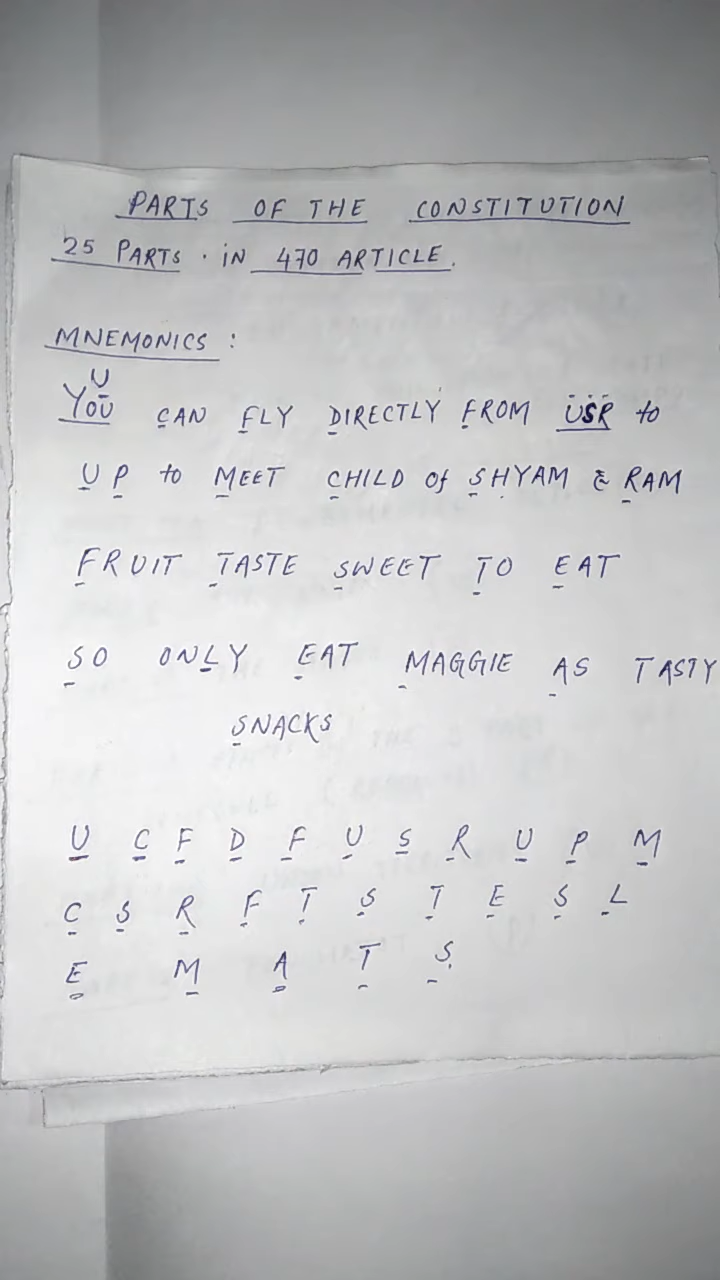 PARTS OF THE CONSTITUTION
25 PARTS . IN 470 ARTICLE.
MNEMONICS :
U
YOU CAN FLY DIRECTLY FROM USR to
UP to MEET CHILD of SHYAM & RAM
FRUIT TASTE SWEET TO EAT
SO ONLY EAT MAGGIE AS TASTY
SNACKS
U C F D F U S R U P M
C S R F T S T E S L
E M A T S